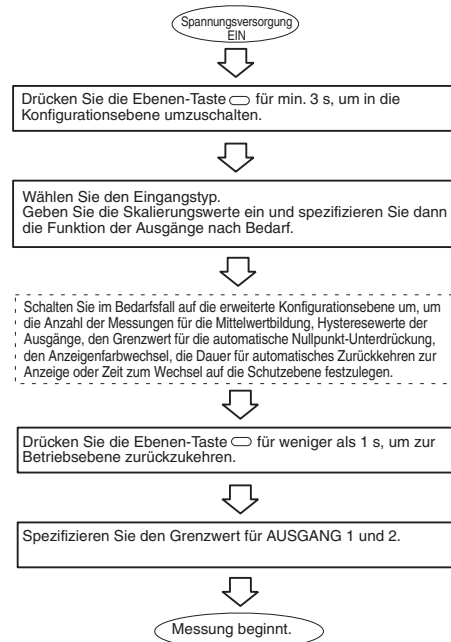 Spannungsversorgung
EIN
Drücken Sie die Ebenen-Taste für min. 3 s, um in die
Konfigurationsebene umzuschalten.
Wählen Sie den Eingangstyp.
Geben Sie die Skalierungswerte ein und spezifizieren Sie dann
die Funktion der Ausgänge nach Bedarf.
Schalten Sie im Bedarfsfall auf die erweiterte Konfigurationsebene um, um
die Anzahl der Messungen für die Mittelwertbildung, Hysteresewerte der
Ausgänge, den Grenzwert für die automatische Nullpunkt-Unterdrückung,
den Anzeigenfarbwechsel, die Dauer für automatisches Zurückkehren zur
Anzeige oder Zeit zum Wechsel auf die Schutzebene festzulegen.
Drücken Sie die Ebenen-Taste für weniger als 1 s, um zur
Betriebsebene zurückzukehren.
Spezifizieren Sie den Grenzwert für AUSGANG 1 und 2.
Messung beginnt.